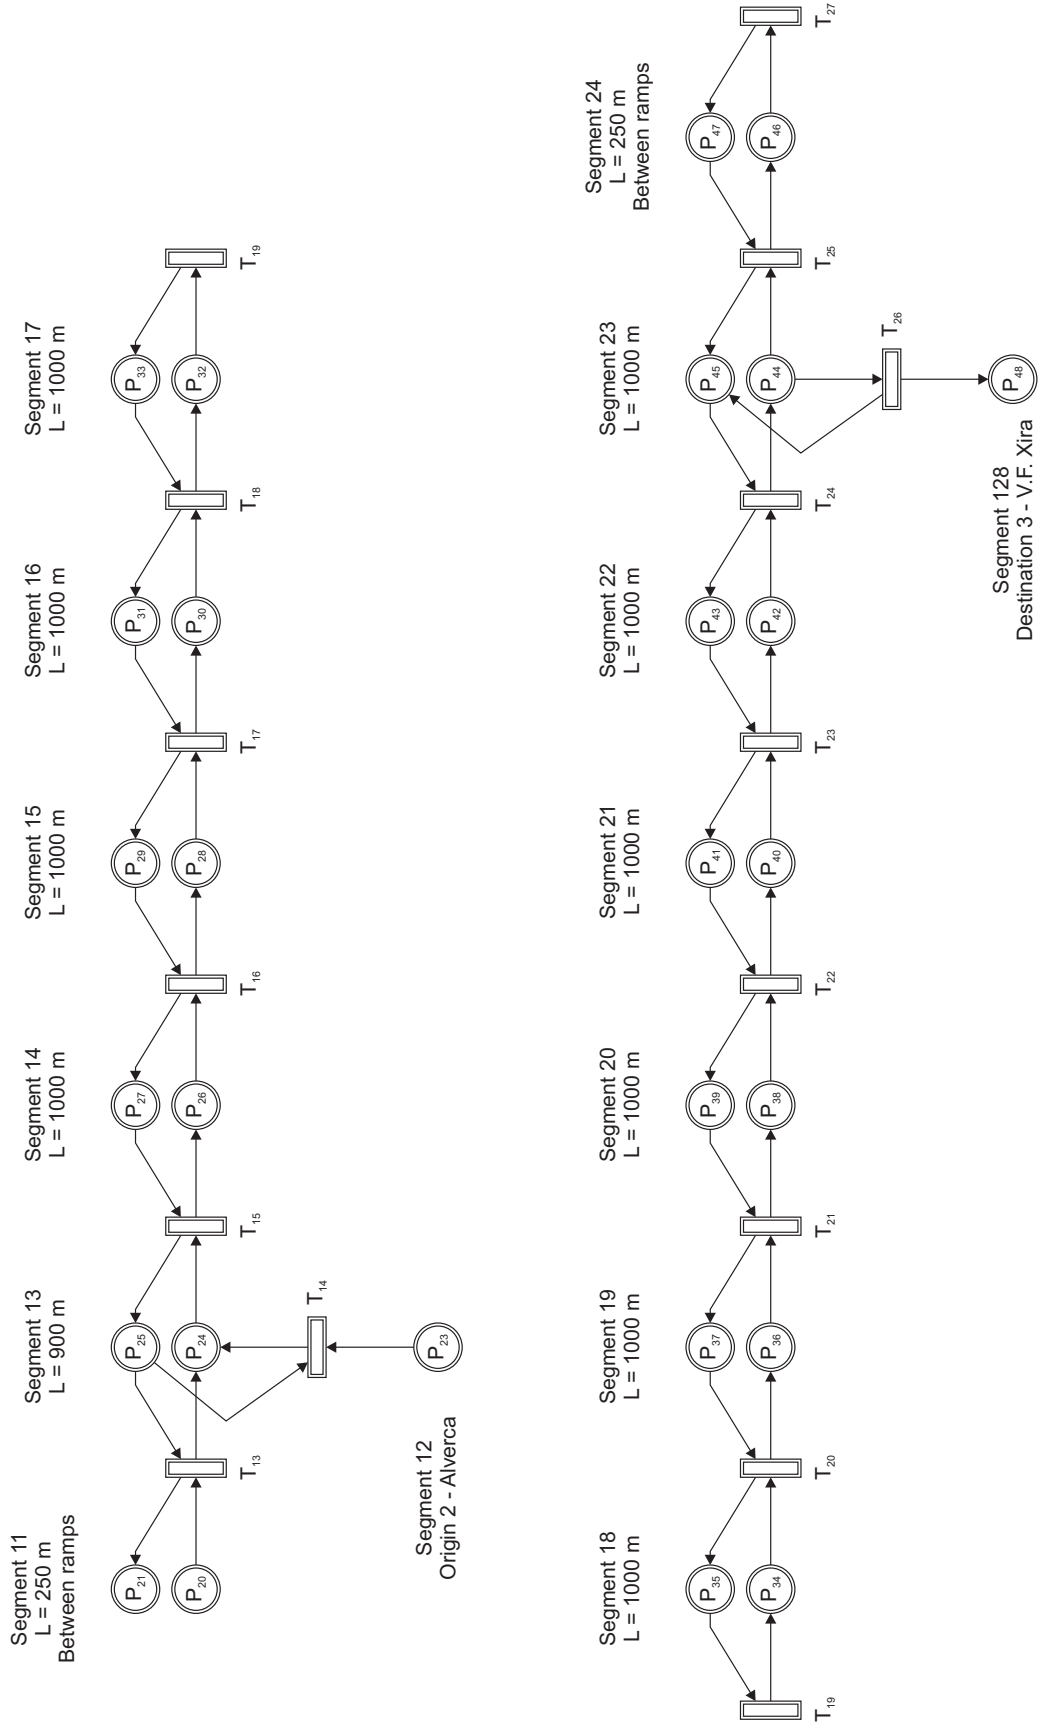 Segment 11
L = 250 m
Between ramps
Segment 13
L = 900 m
Segment 14
L = 1000 m
Segment 15
L = 1000 m
Segment 16
L = 1000 m
Segment 17
L = 1000 m
P21
P25
P27
P29
P31
P33
P20
P24
P26
P28
P30
P32
T13
T15
T16
T17
T18
T19
T14
P23
Segment 12
Origin 2 - Alverca
Segment 18
L = 1000 m
Segment 19
L = 1000 m
Segment 20
L = 1000 m
Segment 21
L = 1000 m
Segment 22
L = 1000 m
Segment 23
L = 1000 m
Segment 24
L = 250 m
Between ramps
P35
P37
P39
P41
P43
P45
P47
P34
P36
P38
P40
P42
P44
P46
T19
T20
T21
T22
T23
T24
T25
T27
T26
P48
Segment 128
Destination 3 - V.F. Xira